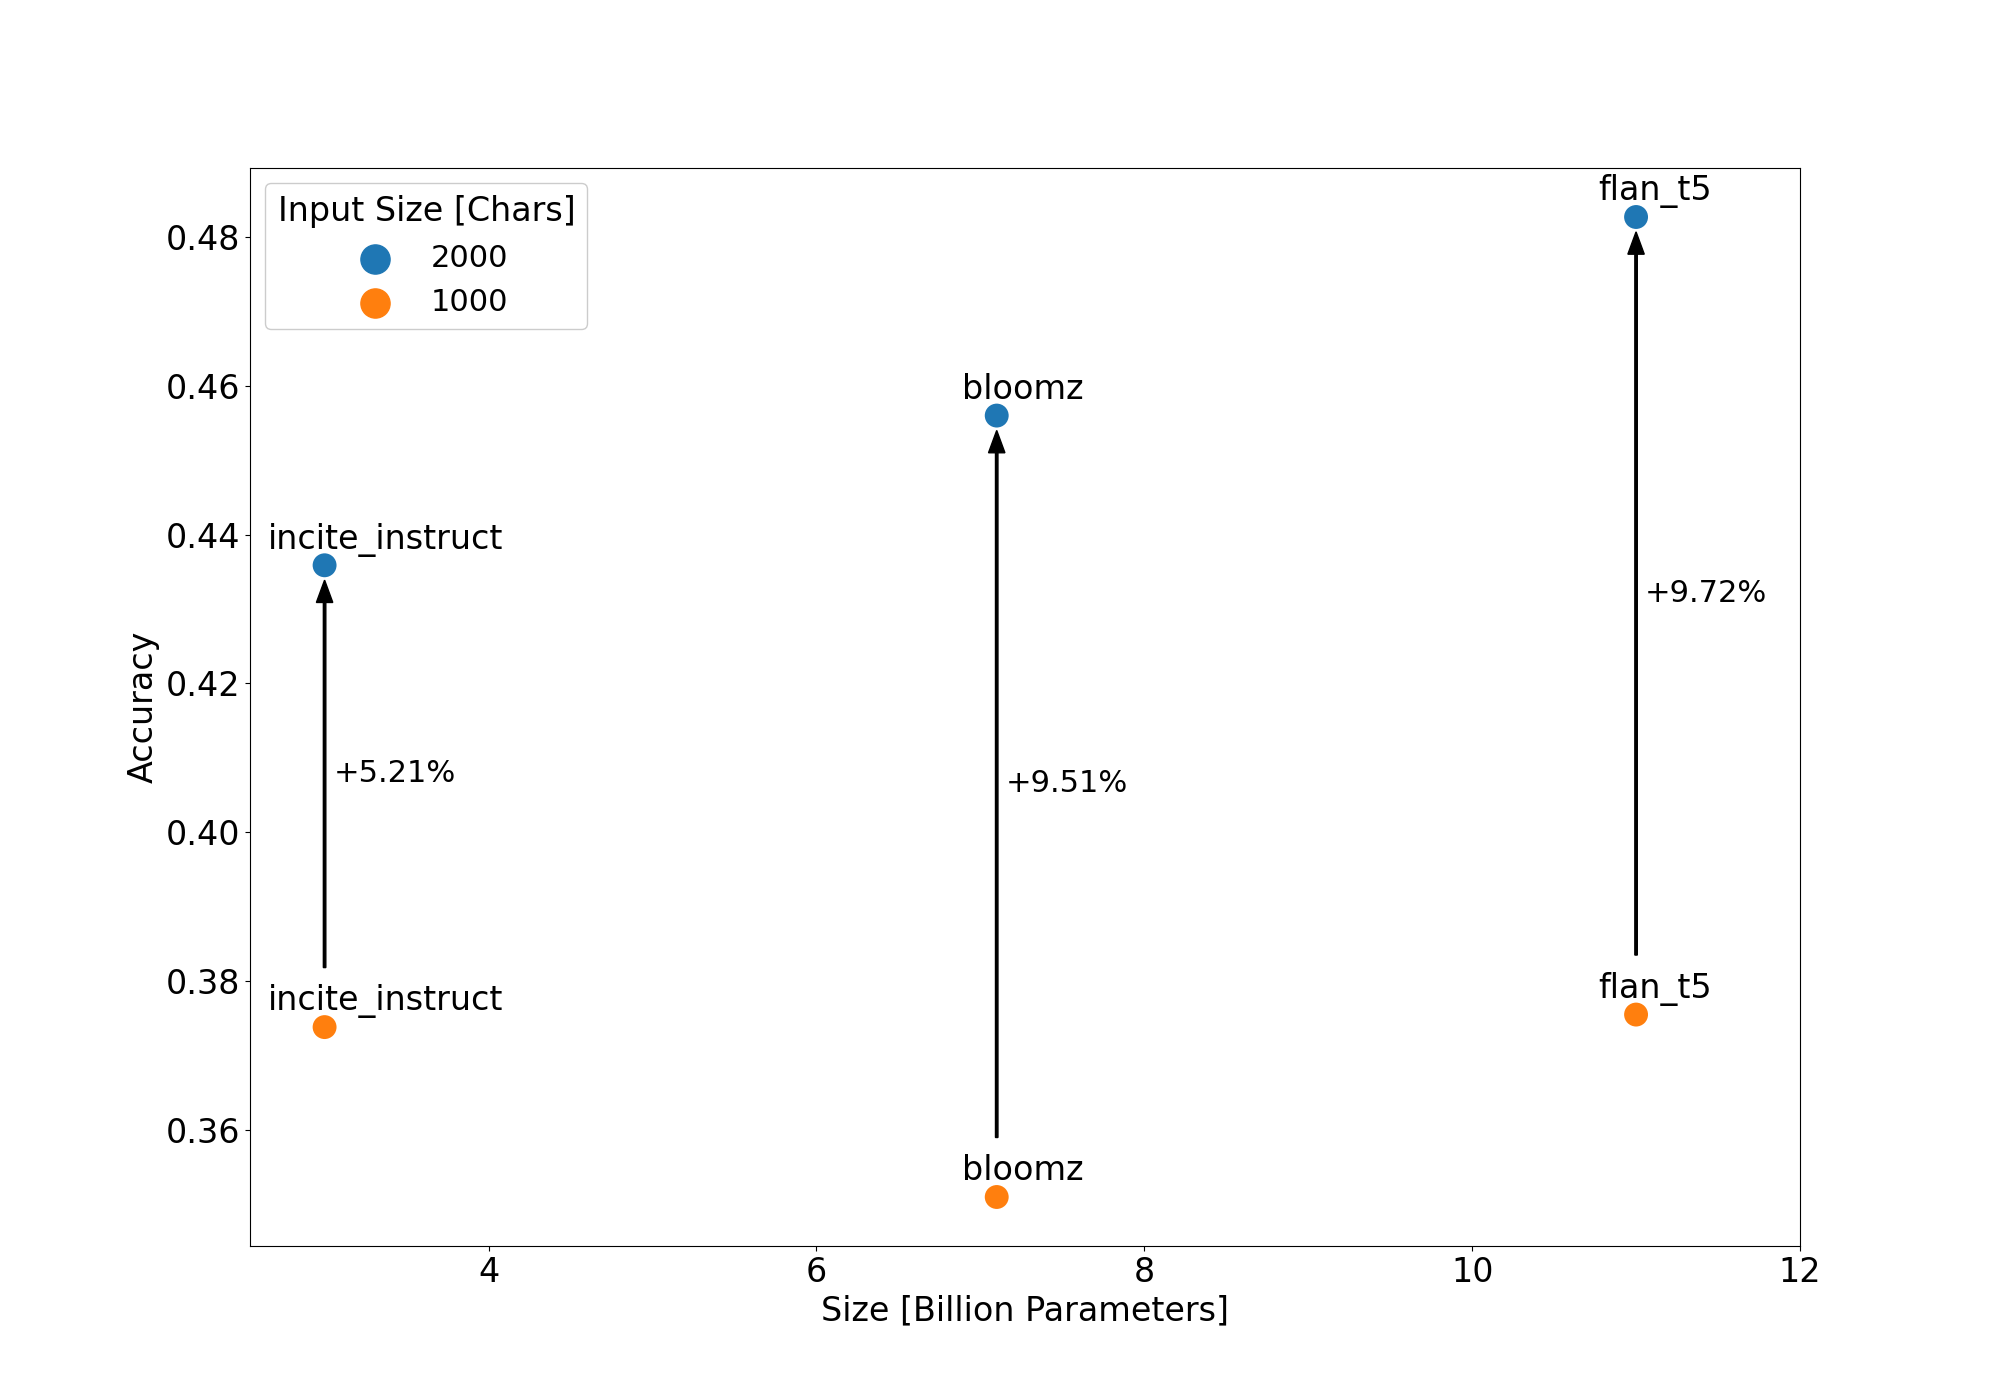 Input Size [Chars]
2000
1000
flan_t5
0.48
0.46
bloomz
0.44
incite_instruct
+9.72%
0.42
Accuracy
+5.21%
+9.51%
0.40
0.38
incite_instruct
flan_t5
0.36
bloomz
4
6
8
10
12
Size [Billion Parameters]